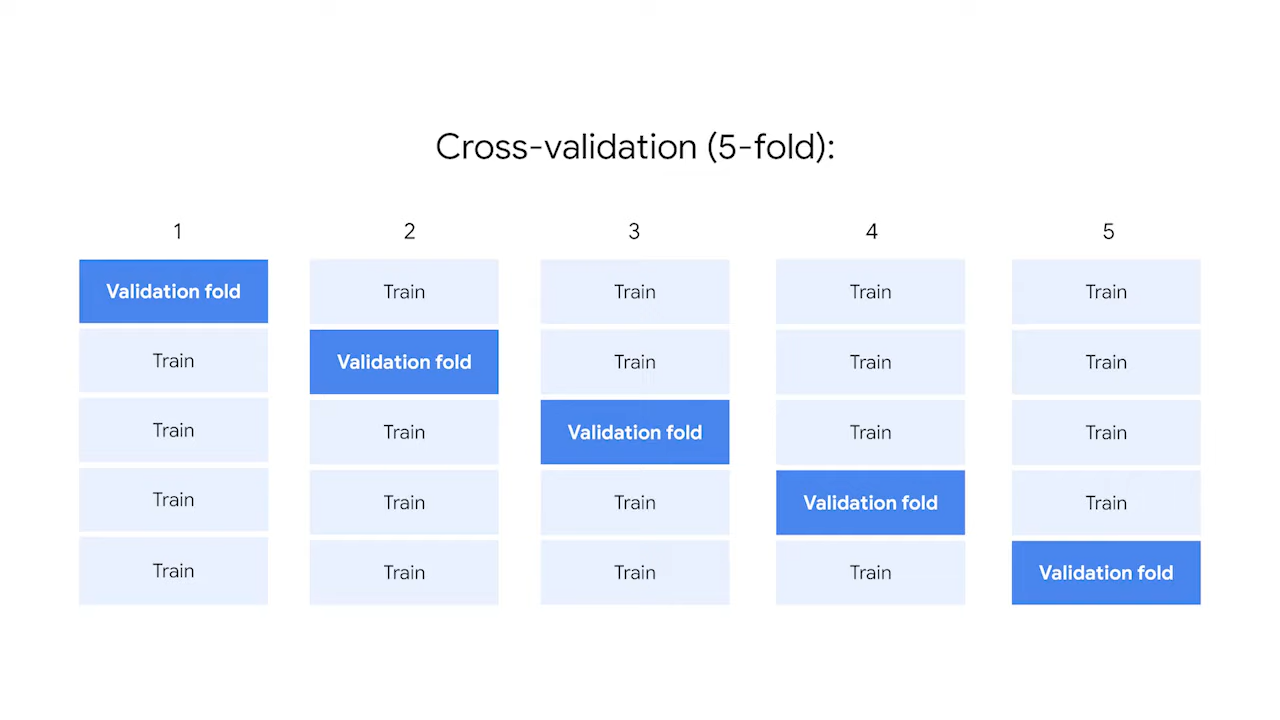 Cross-validation (5-fold):
1 2 3 4 5
Validation fold Train Train Train Train
Train Validation fold Train Train Train
Train Train Validation fold Train Train
Train Train Train Validation fold Train
Train Train Train Train Validation fold